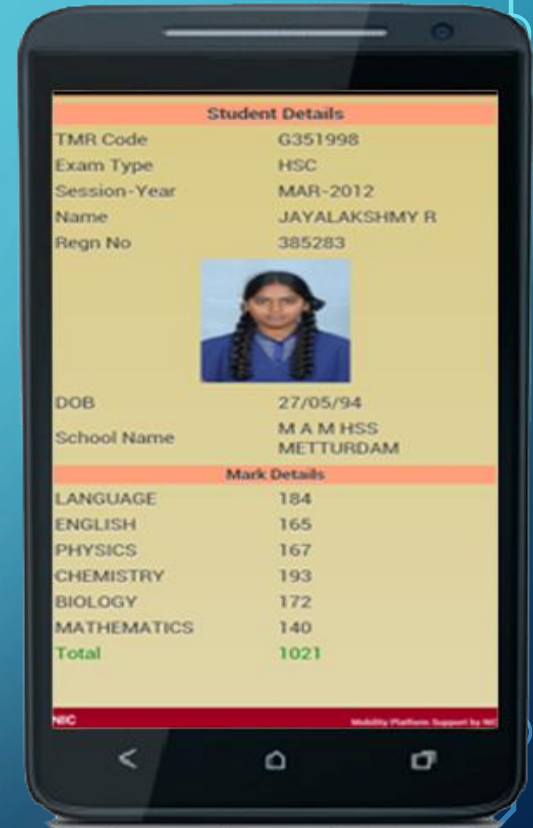 Student Details
TMR Code G351998
Exam Type HSC
Session-Year MAR-2012
Name JAYALAKSHMY R
Regn No 385283
DOB 27/05/94
School Name M A M HSS
METTURDAM
Mark Details
LANGUAGE 184
ENGLISH 165
PHYSICS 167
CHEMISTRY 193
BIOLOGY 172
MATHEMATICS 140
Total 1021
NIC Mobility Platform Support by NIC